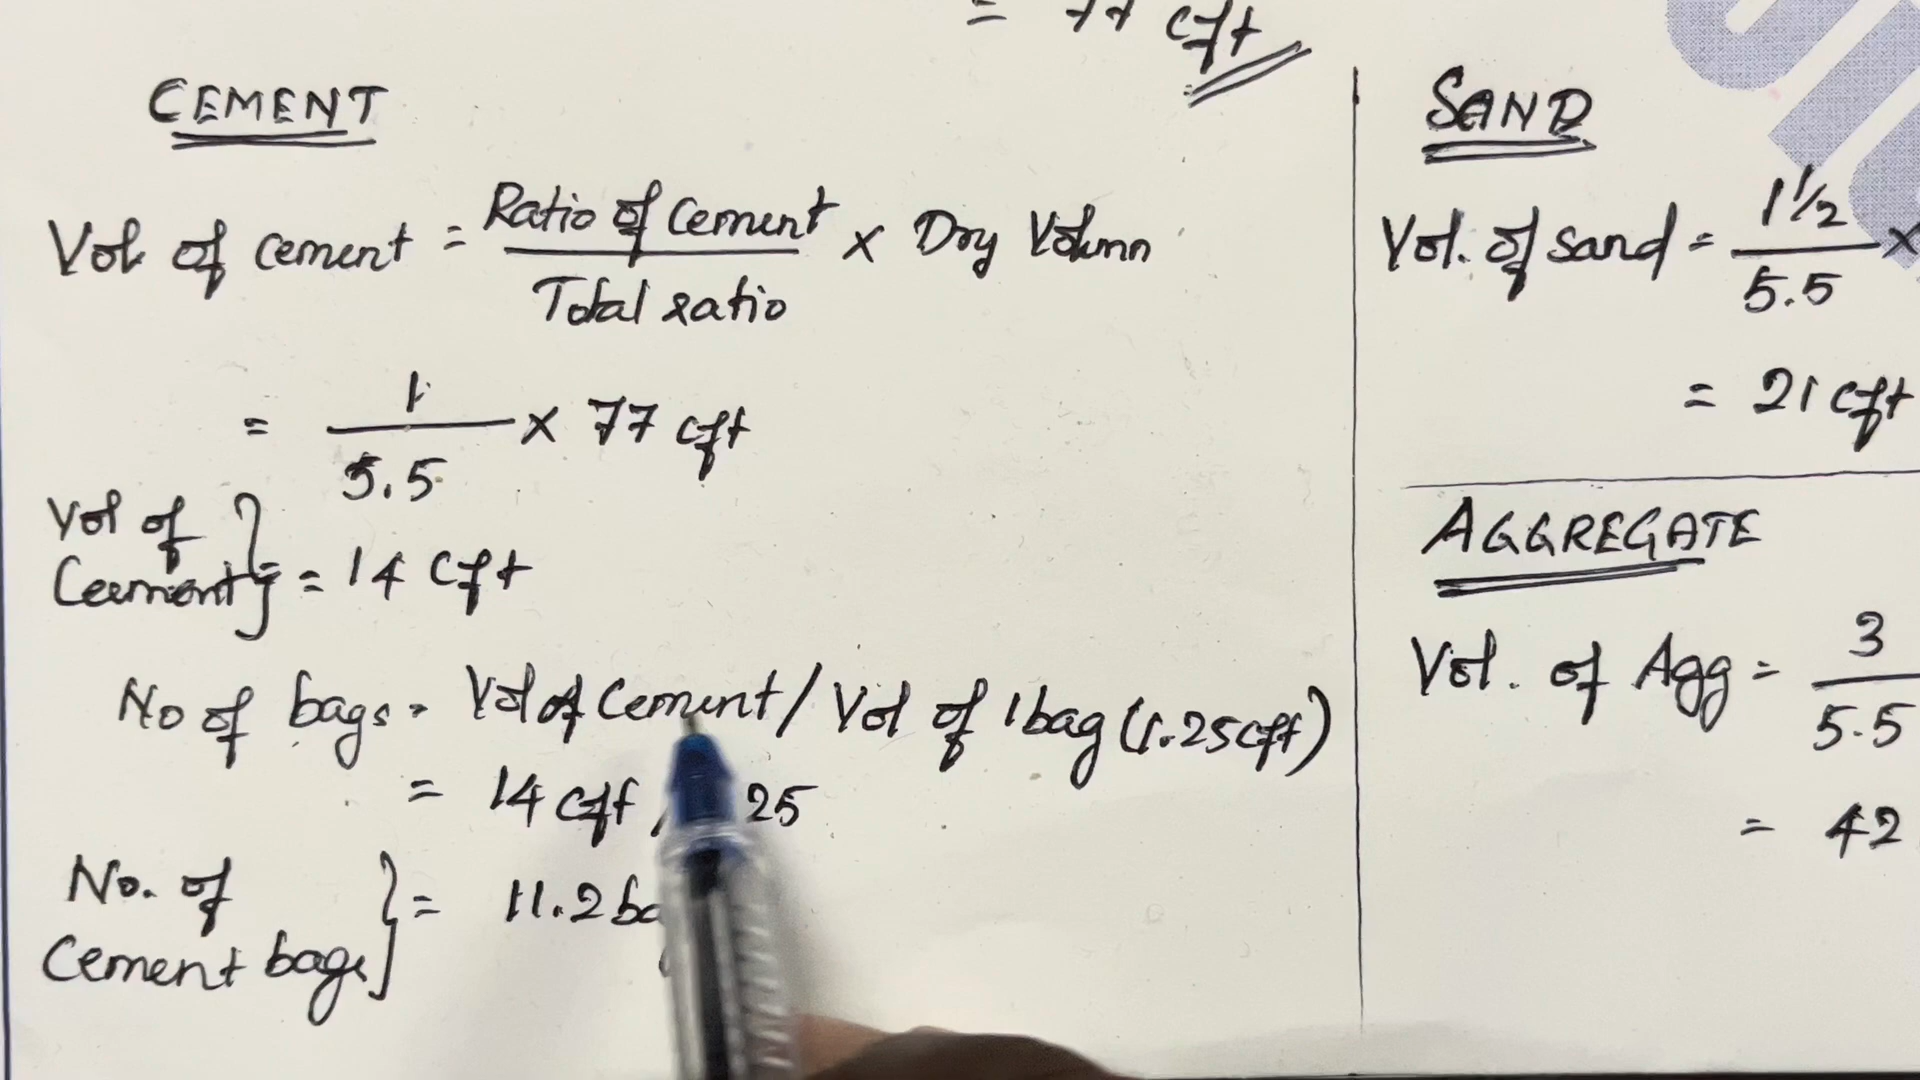 = 77 cft
CEMENT
Vol. of cement = Ratio of Cement / Total ratio x Dry Volumn
= 1 / 5.5 x 77 cft
Vol of
Cement } = 14 cft
No of bags = Vol of Cement / Vol of 1 bag (1.25 cft)
= 14 cft / 25
No. of
Cement bags } = 11.2 ba
SAND
Vol. of sand = 1 1/2 / 5.5 x
= 21 cft
AGGREGATE
Vol. of Agg = 3 / 5.5
= 42